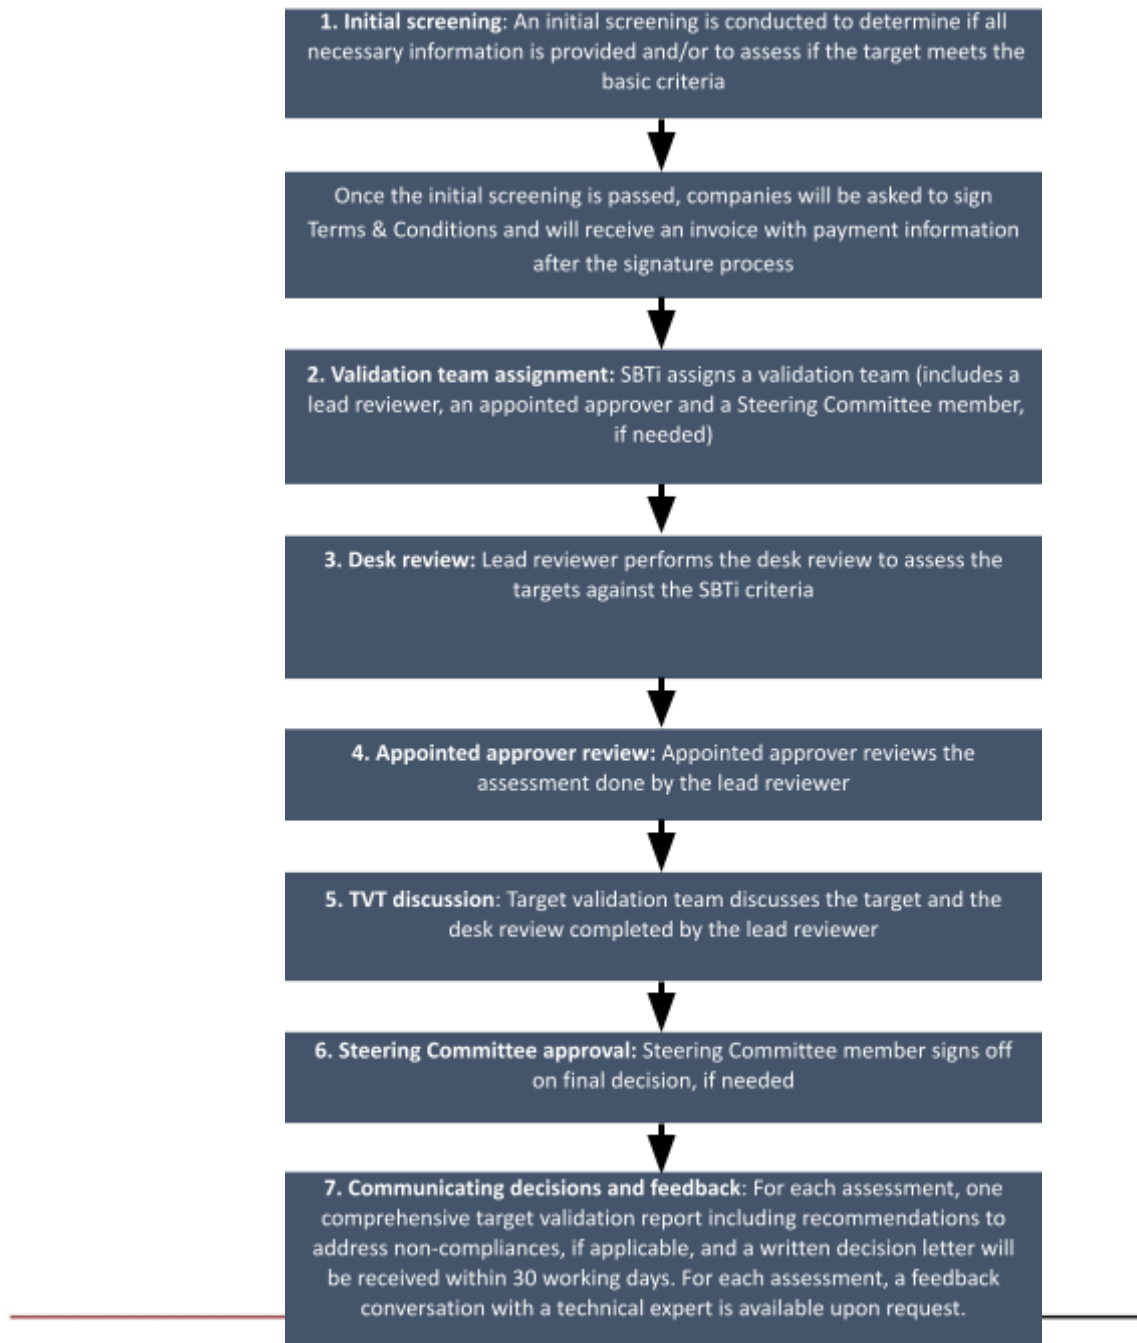 1. Initial screening: An initial screening is conducted to determine if all
necessary information is provided and/or to assess if the target meets the
basic criteria
Once the initial screening is passed, companies will be asked to sign
Terms & Conditions and will receive an invoice with payment information
after the signature process
2. Validation team assignment: SBTi assigns a validation team (includes a
lead reviewer, an appointed approver and a Steering Committee member,
if needed)
3. Desk review: Lead reviewer performs the desk review to assess the
targets against the SBTi criteria
4. Appointed approver review: Appointed approver reviews the
assessment done by the lead reviewer
5. TVT discussion: Target validation team discusses the target and the
desk review completed by the lead reviewer
6. Steering Committee approval: Steering Committee member signs off
on final decision, if needed
7. Communicating decisions and feedback: For each assessment, one
comprehensive target validation report including recommendations to
address non-compliances, if applicable, and a written decision letter will
be received within 30 working days. For each assessment, a feedback
conversation with a technical expert is available upon request.